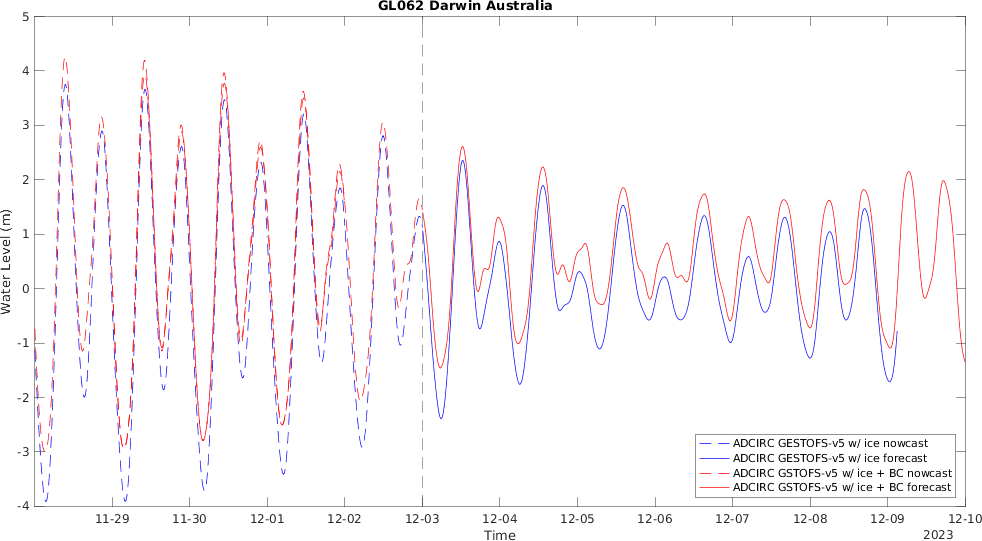 GL062 Darwin Australia
5
4
3
2
1
0
-1
-2
-3
-4
Water Level (m)
ADCIRC GESTOFS-v5 w/ ice nowcast
ADCIRC GESTOFS-v5 w/ ice forecast
ADCIRC GSTOFS-v5 w/ ice + BC nowcast
ADCIRC GSTOFS-v5 w/ ice + BC forecast
11-29 11-30 12-01 12-02 12-03 12-04 12-05 12-06 12-07 12-08 12-09 12-10
Time
2023